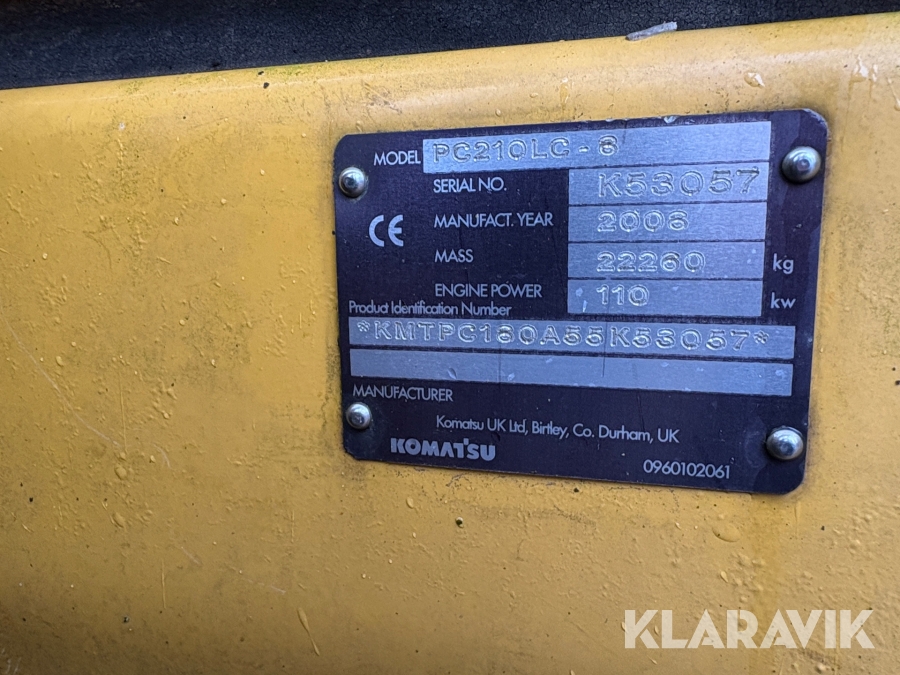 MODEL PC210LC-8
SERIAL NO. K53057
MANUFACT. YEAR 2008
MASS 22260 kg
ENGINE POWER 110 kw
CE
Product Identification Number
*KMTPC180A55K53057*
MANUFACTURER
Komatsu UK Ltd, Birtley, Co. Durham, UK
KOMATSU
0960102061
KLARAVIK